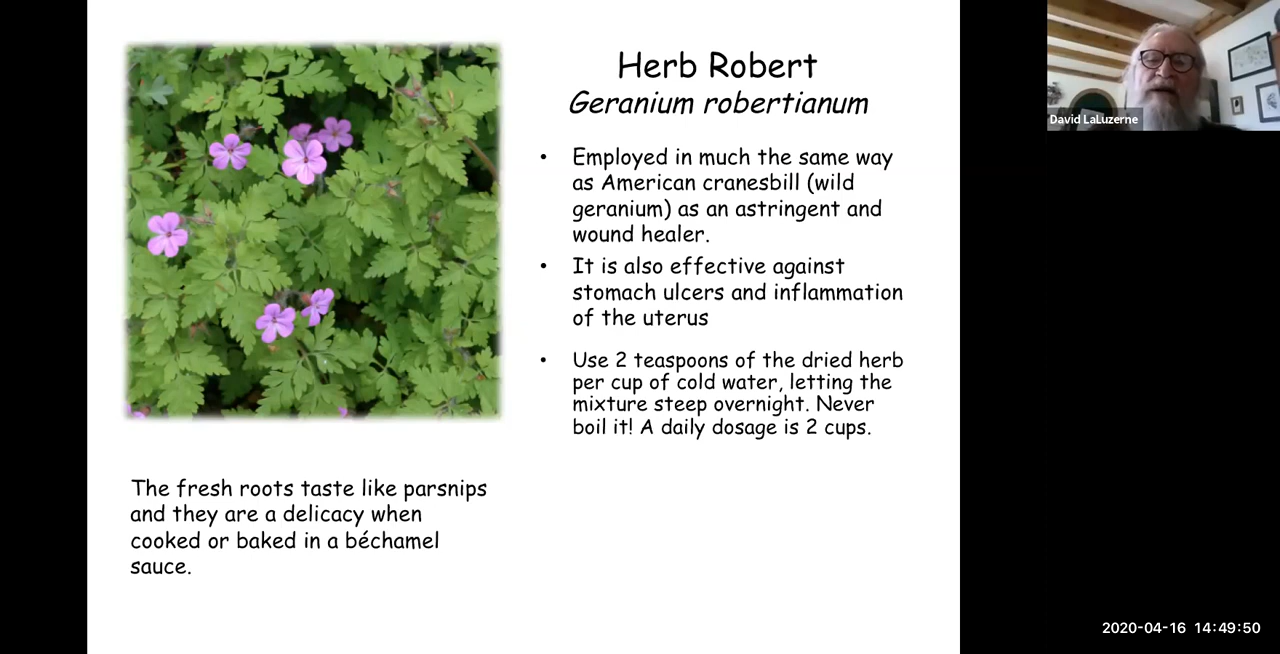 Herb Robert
Geranium robertianum
• Employed in much the same way
as American cranesbill (wild
geranium) as an astringent and
wound healer.
• It is also effective against
stomach ulcers and inflammation
of the uterus
• Use 2 teaspoons of the dried herb
per cup of cold water, letting the
mixture steep overnight. Never
boil it! A daily dosage is 2 cups.
The fresh roots taste like parsnips
and they are a delicacy when
cooked or baked in a béchamel
sauce.
David LaLuzerne
2020-04-16 14:49:50